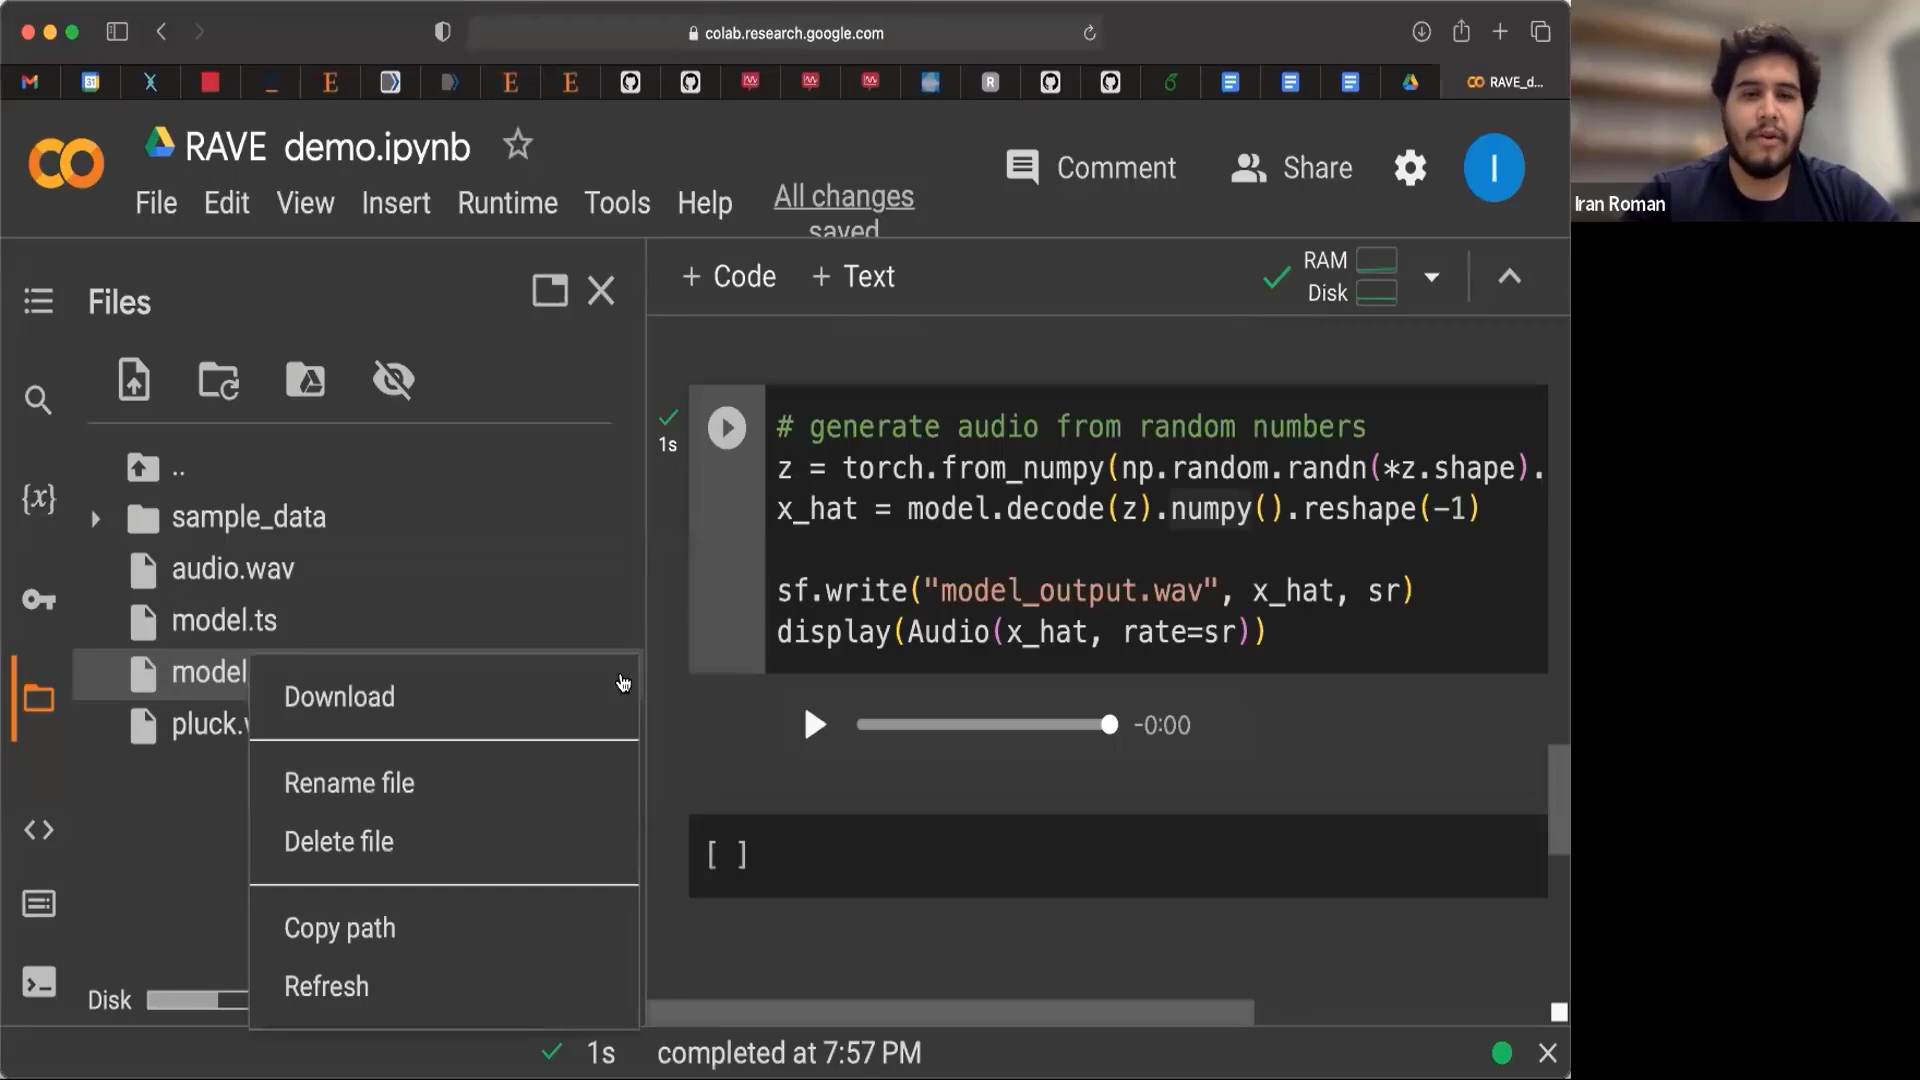 colab.research.google.com
31
E
E
E
R
RAVE_d...
RAVE demo.ipynb
Comment
Share
I
File Edit View Insert Runtime Tools Help
All changes
saved
Iran Roman
Files
+ Code + Text
RAM
Disk
..
sample_data
audio.wav
model.ts
model
pluck.
{x}
Download
Rename file
Delete file
Copy path
Refresh
Disk
1s
# generate audio from random numbers
z = torch.from_numpy(np.random.randn(*z.shape).
x_hat = model.decode(z).numpy().reshape(-1)
sf.write("model_output.wav", x_hat, sr)
display(Audio(x_hat, rate=sr))
-0:00
[ ]
1s completed at 7:57 PM